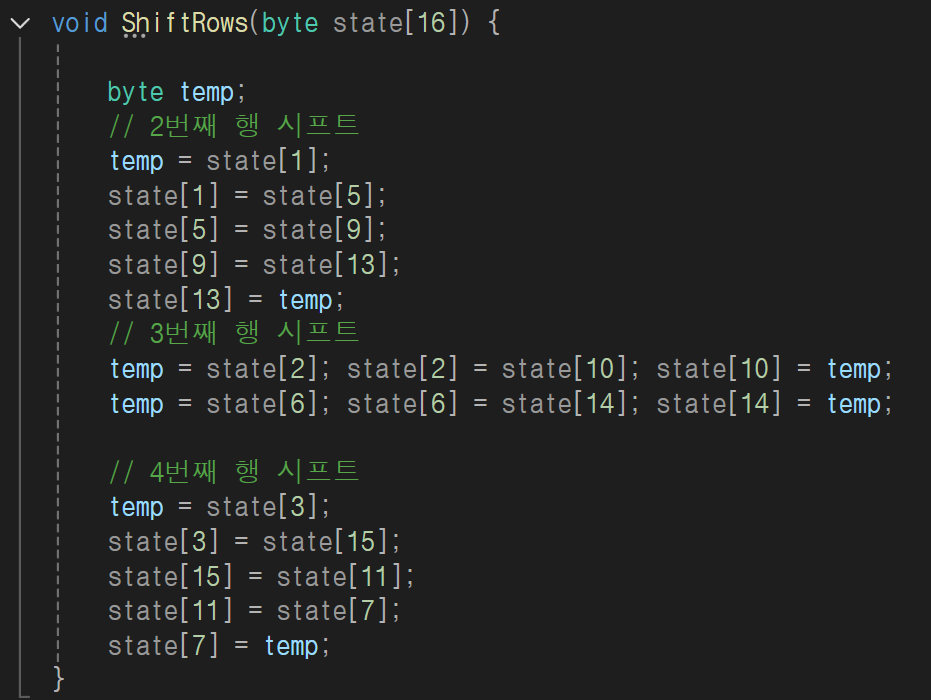 void ShiftRows(byte state[16]) {
byte temp;
// 2번째 행 시프트
temp = state[1];
state[1] = state[5];
state[5] = state[9];
state[9] = state[13];
state[13] = temp;
// 3번째 행 시프트
temp = state[2]; state[2] = state[10]; state[10] = temp;
temp = state[6]; state[6] = state[14]; state[14] = temp;
// 4번째 행 시프트
temp = state[3];
state[3] = state[15];
state[15] = state[11];
state[11] = state[7];
state[7] = temp;
}